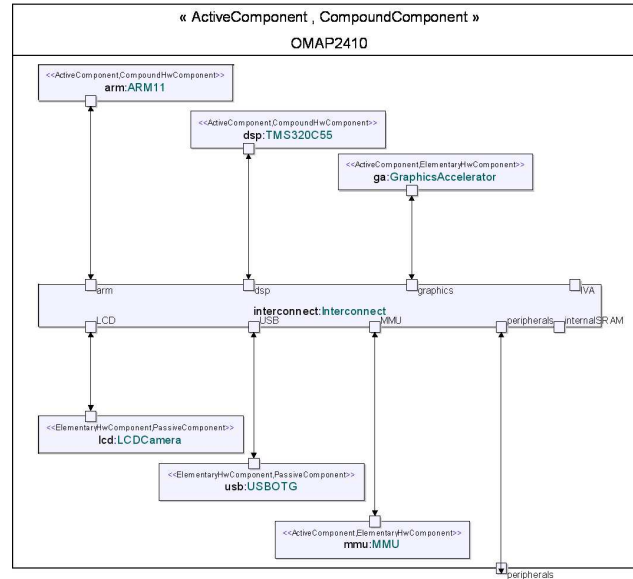 « ActiveComponent , CompoundComponent »
OMAP2410
<<ActiveComponent,CompoundHwComponent>>
arm:ARM11
<<ActiveComponent,CompoundHwComponent>>
dsp:TMS320C55
<<ActiveComponent,ElementaryHwComponent>>
ga:GraphicsAccelerator
arm
dsp
graphics
IVA
interconnect:Interconnect
LCD
USB
MMU
peripherals
internalSRAM
<<ElementaryHwComponent,PassiveComponent>>
lcd:LCDCamera
<<ElementaryHwComponent,PassiveComponent>>
usb:USBOTG
<<ActiveComponent,ElementaryHwComponent>>
mmu:MMU
peripherals